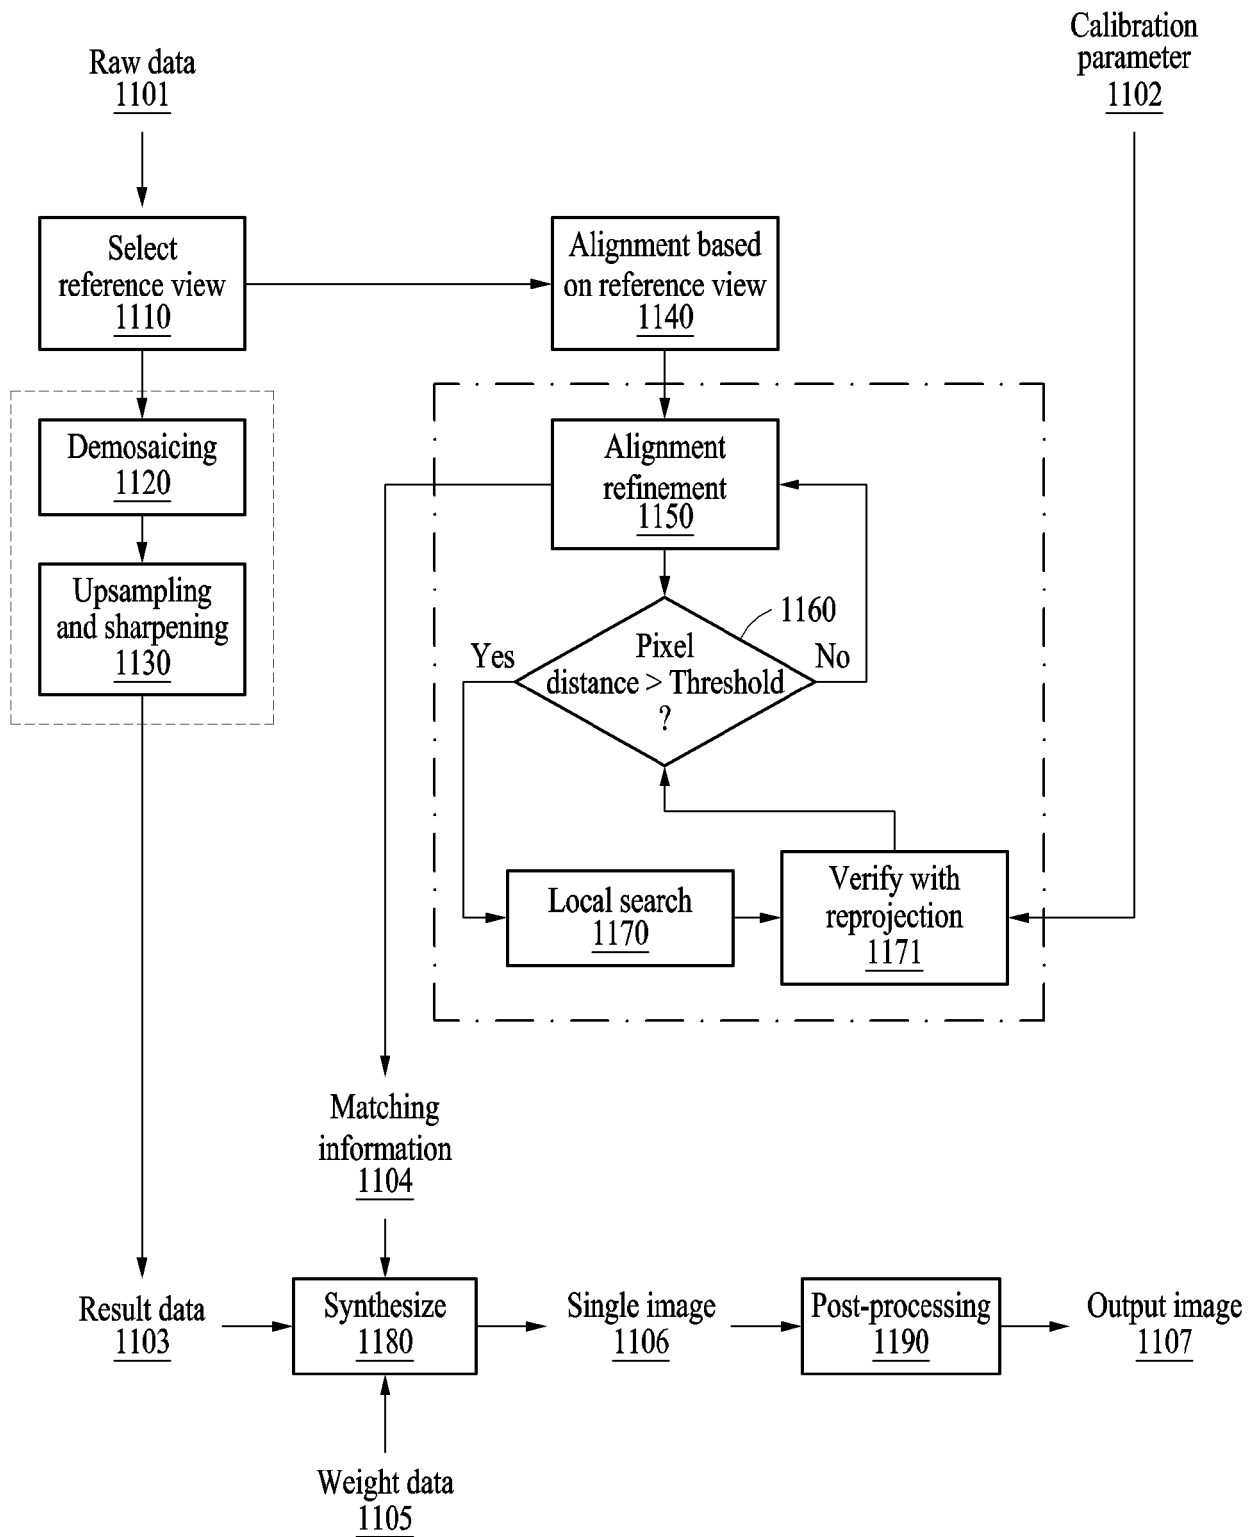 Raw data
1101
Calibration
parameter
1102
Select
reference view
1110
Alignment based
on reference view
1140
Demosaicing
1120
Upsampling
and sharpening
1130
Alignment
refinement
1150
1160
Pixel
distance > Threshold
?
Yes
No
Local search
1170
Verify with
reprojection
1171
Matching
information
1104
Result data
1103
Synthesize
1180
Single image
1106
Post-processing
1190
Output image
1107
Weight data
1105